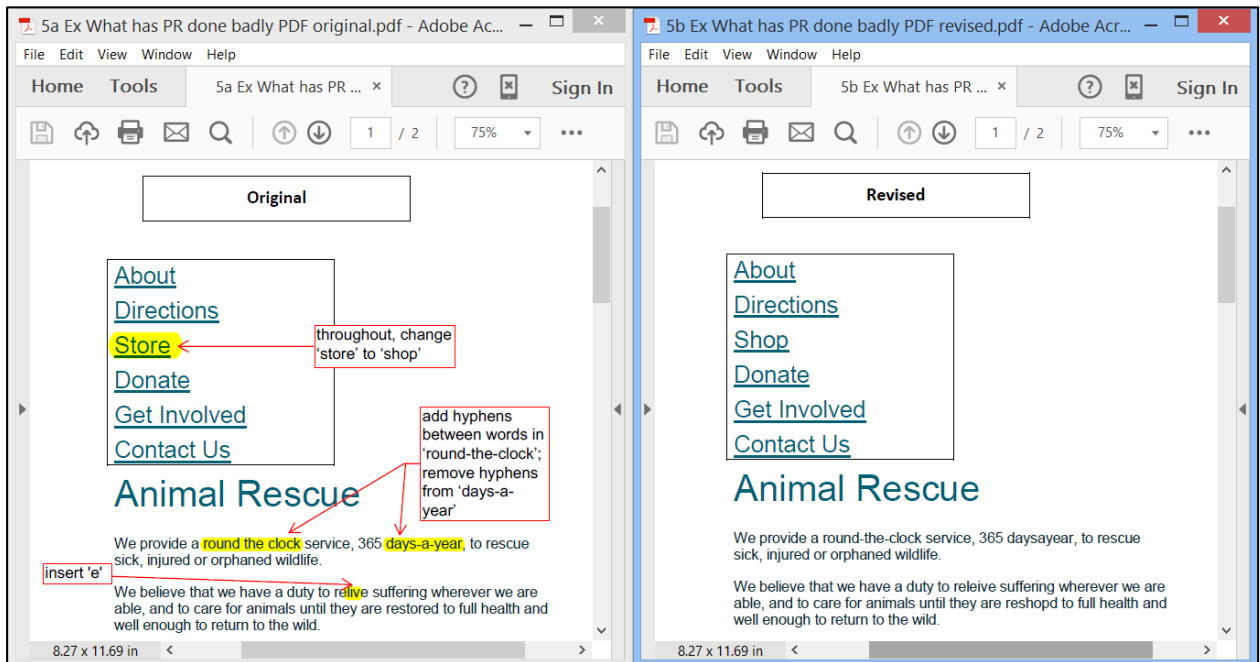 5a Ex What has PR done badly PDF original.pdf - Adobe Ac...
File Edit View Window Help
Home Tools 5a Ex What has PR ... × ? Sign In
1 / 2 75% •••
Original
About
Directions
Store
throughout, change
‘store’ to ‘shop’
Donate
Get Involved
Contact Us
add hyphens
between words in
‘round-the-clock’;
remove hyphens
from ‘days-a-
year’
Animal Rescue
We provide a round the clock service, 365 days-a-year, to rescue
sick, injured or orphaned wildlife.
insert 'e'
We believe that we have a duty to relive suffering wherever we are
able, and to care for animals until they are restored to full health and
well enough to return to the wild.
8.27 x 11.69 in
5b Ex What has PR done badly PDF revised.pdf - Adobe Acr...
File Edit View Window Help
Home Tools 5b Ex What has PR ... × ? Sign In
1 / 2 75% •••
Revised
About
Directions
Shop
Donate
Get Involved
Contact Us
Animal Rescue
We provide a round-the-clock service, 365 daysayear, to rescue
sick, injured or orphaned wildlife.
We believe that we have a duty to releive suffering wherever we are
able, and to care for animals until they are reshopd to full health and
well enough to return to the wild.
8.27 x 11.69 in